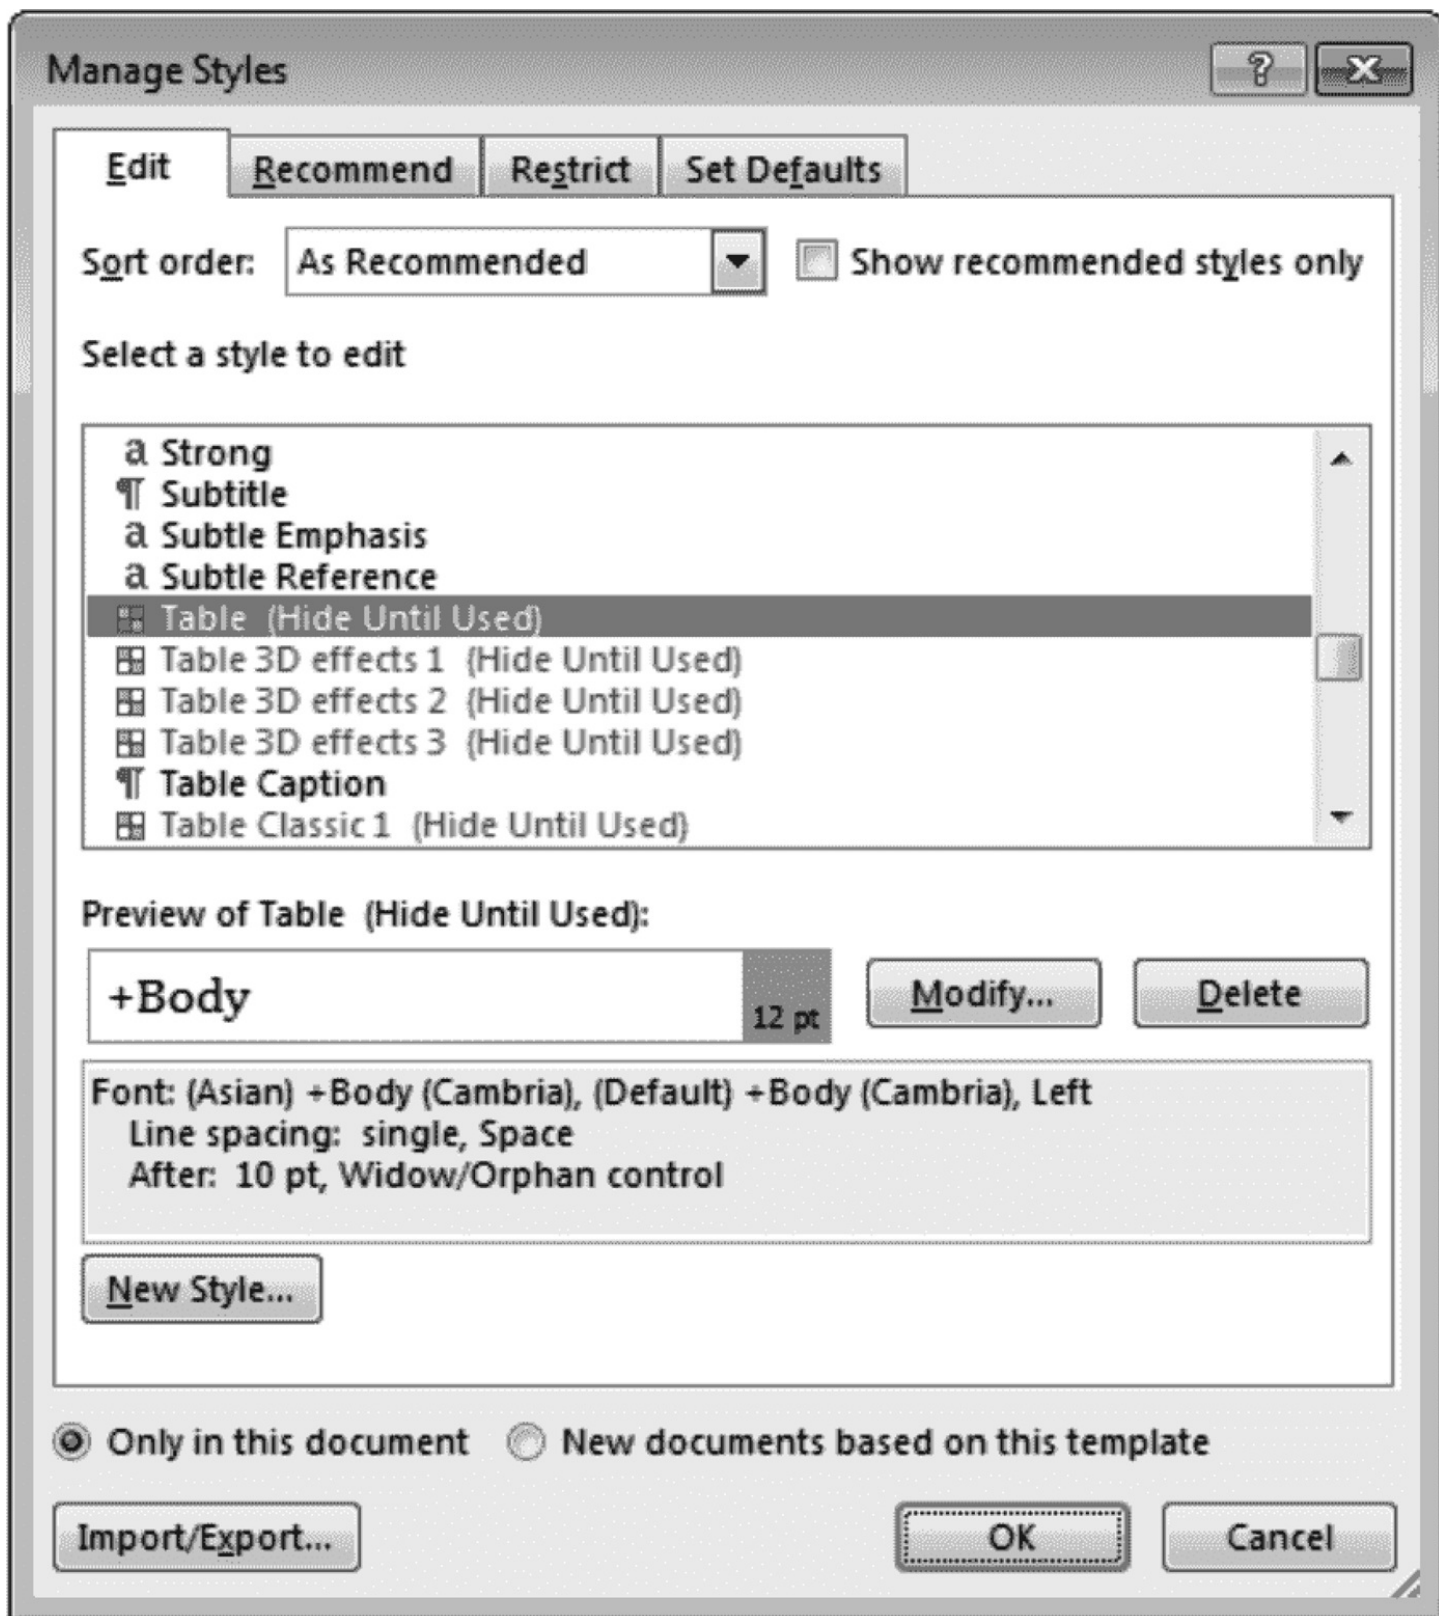 Manage Styles
Edit Recommend Restrict Set Defaults
Sort order: As Recommended Show recommended styles only
Select a style to edit
a Strong
¶ Subtitle
a Subtle Emphasis
a Subtle Reference
Table (Hide Until Used)
Table 3D effects 1 (Hide Until Used)
Table 3D effects 2 (Hide Until Used)
Table 3D effects 3 (Hide Until Used)
¶ Table Caption
Table Classic 1 (Hide Until Used)
Preview of Table (Hide Until Used):
+Body 12 pt Modify... Delete
Font: (Asian) +Body (Cambria), (Default) +Body (Cambria), Left
Line spacing: single, Space
After: 10 pt, Widow/Orphan control
New Style...
Only in this document New documents based on this template
Import/Export... OK Cancel